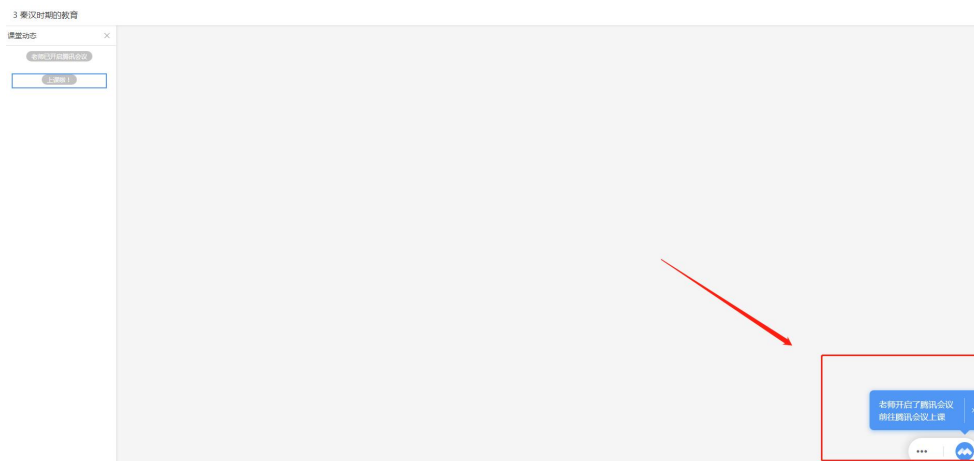 3 秦汉时期的教育
课堂动态
老师已开启腾讯会议
上课啦！
老师开启了腾讯会议
前往腾讯会议上课